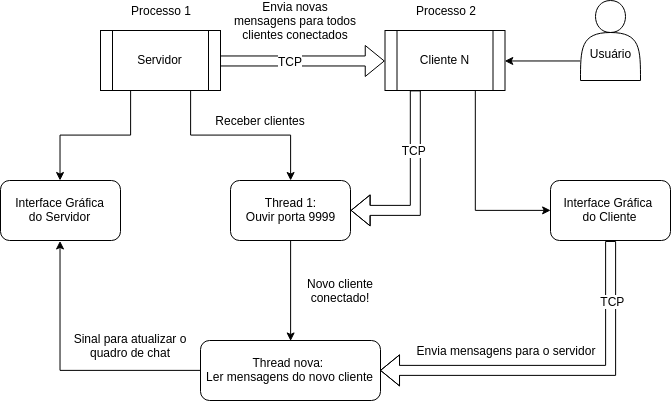 Processo 1
Envia novas
mensagens para todos
clientes conectados
Processo 2
Servidor
TCP
Cliente N
Usuário
Receber clientes
TCP
Interface Gráfica
do Servidor
Thread 1:
Ouvir porta 9999
Interface Gráfica
do Cliente
Novo cliente
conectado!
TCP
Sinal para atualizar o
quadro de chat
Envia mensagens para o servidor
Thread nova:
Ler mensagens do novo cliente